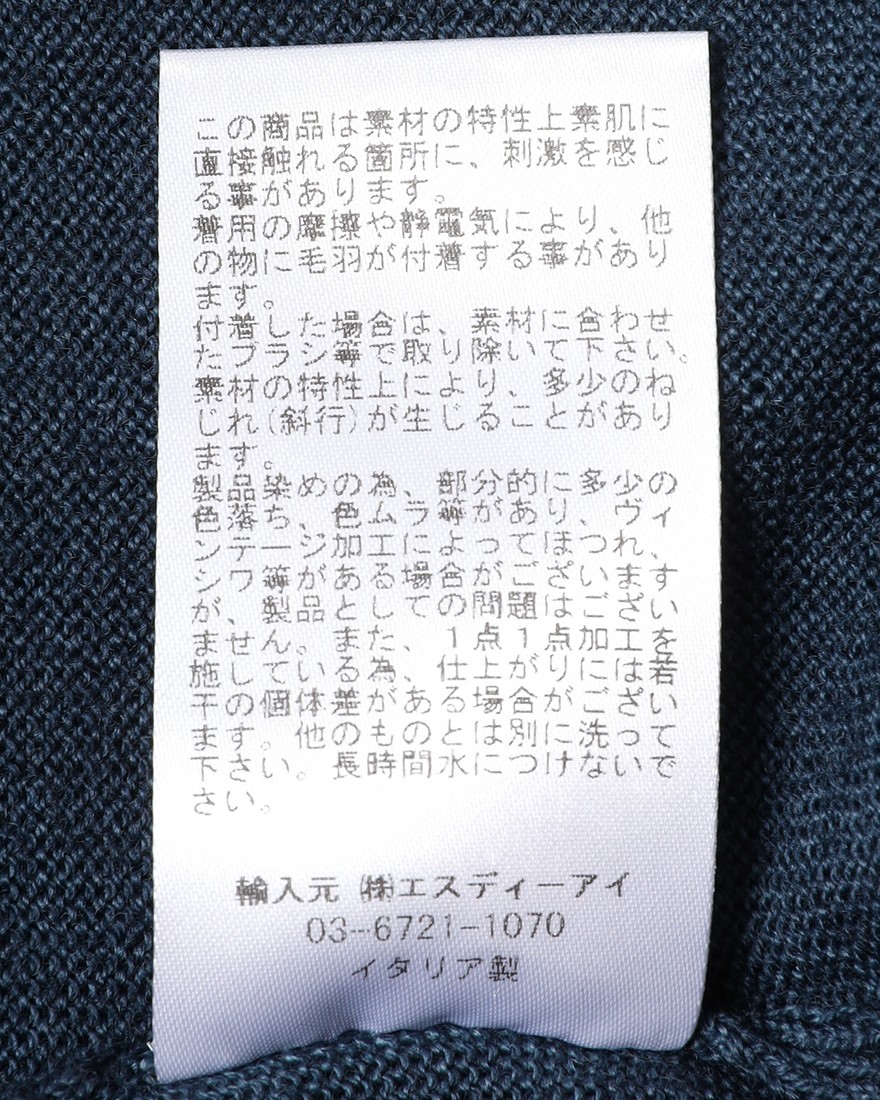 この商品は素材の特性上素肌に
直接触れる箇所に、刺激を感じ
る事があります。
着用の摩擦や静電気により、他
の物に毛羽が付着する事があり
ます。
付着した場合は、素材に合わせ
たブラシ等で取り除いて下さい。
素材の特性上により、多少のね
じれ(斜行)が生じることがあり
ます。
製品染めの為、部分的に多少の
色落ち、色ムラ等があり、ヴィ
ンテージ加工によってほつれ、
シワ等がある場合がございます
が、製品としての問題はござい
ません。また、1点1点加工を
施している為、仕上がりには若
干の個体差がある場合がござい
ます。他のものとは別に洗って
下さい。長時間水につけないで
さい。
輸入元 ㈱エスディーアイ
03-6721-1070
イタリア製